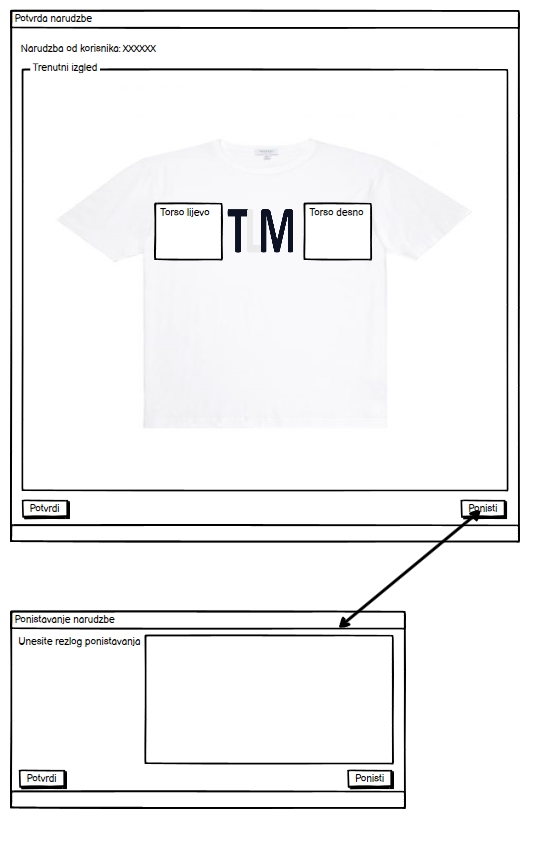 Potvrda narudzbe
Narudzba od korisnika: XXXXXX
Trenutni izgled
Torso lijevo
TLM
Torso desno
Potvrdi
Ponisti
Ponistavanje narudzbe
Unesite rezlog ponistavanja
Potvrdi
Ponisti